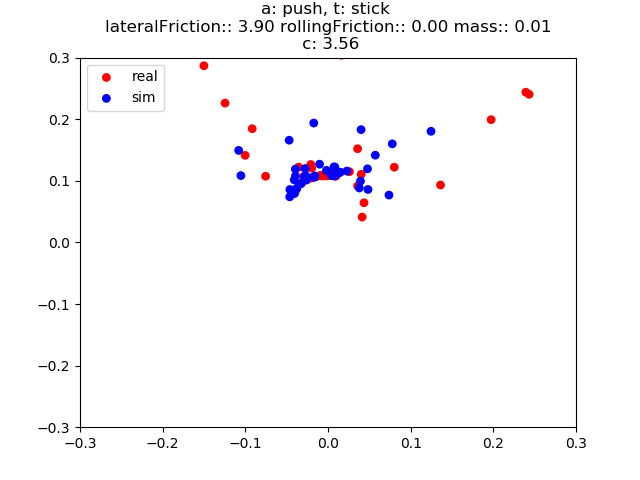 a: push, t: stick
lateralFriction:: 3.90 rollingFriction:: 0.00 mass:: 0.01
c: 3.56
real
sim
0.3
0.2
0.1
0.0
−0.1
−0.2
−0.3
−0.3 −0.2 −0.1 0.0 0.1 0.2 0.3